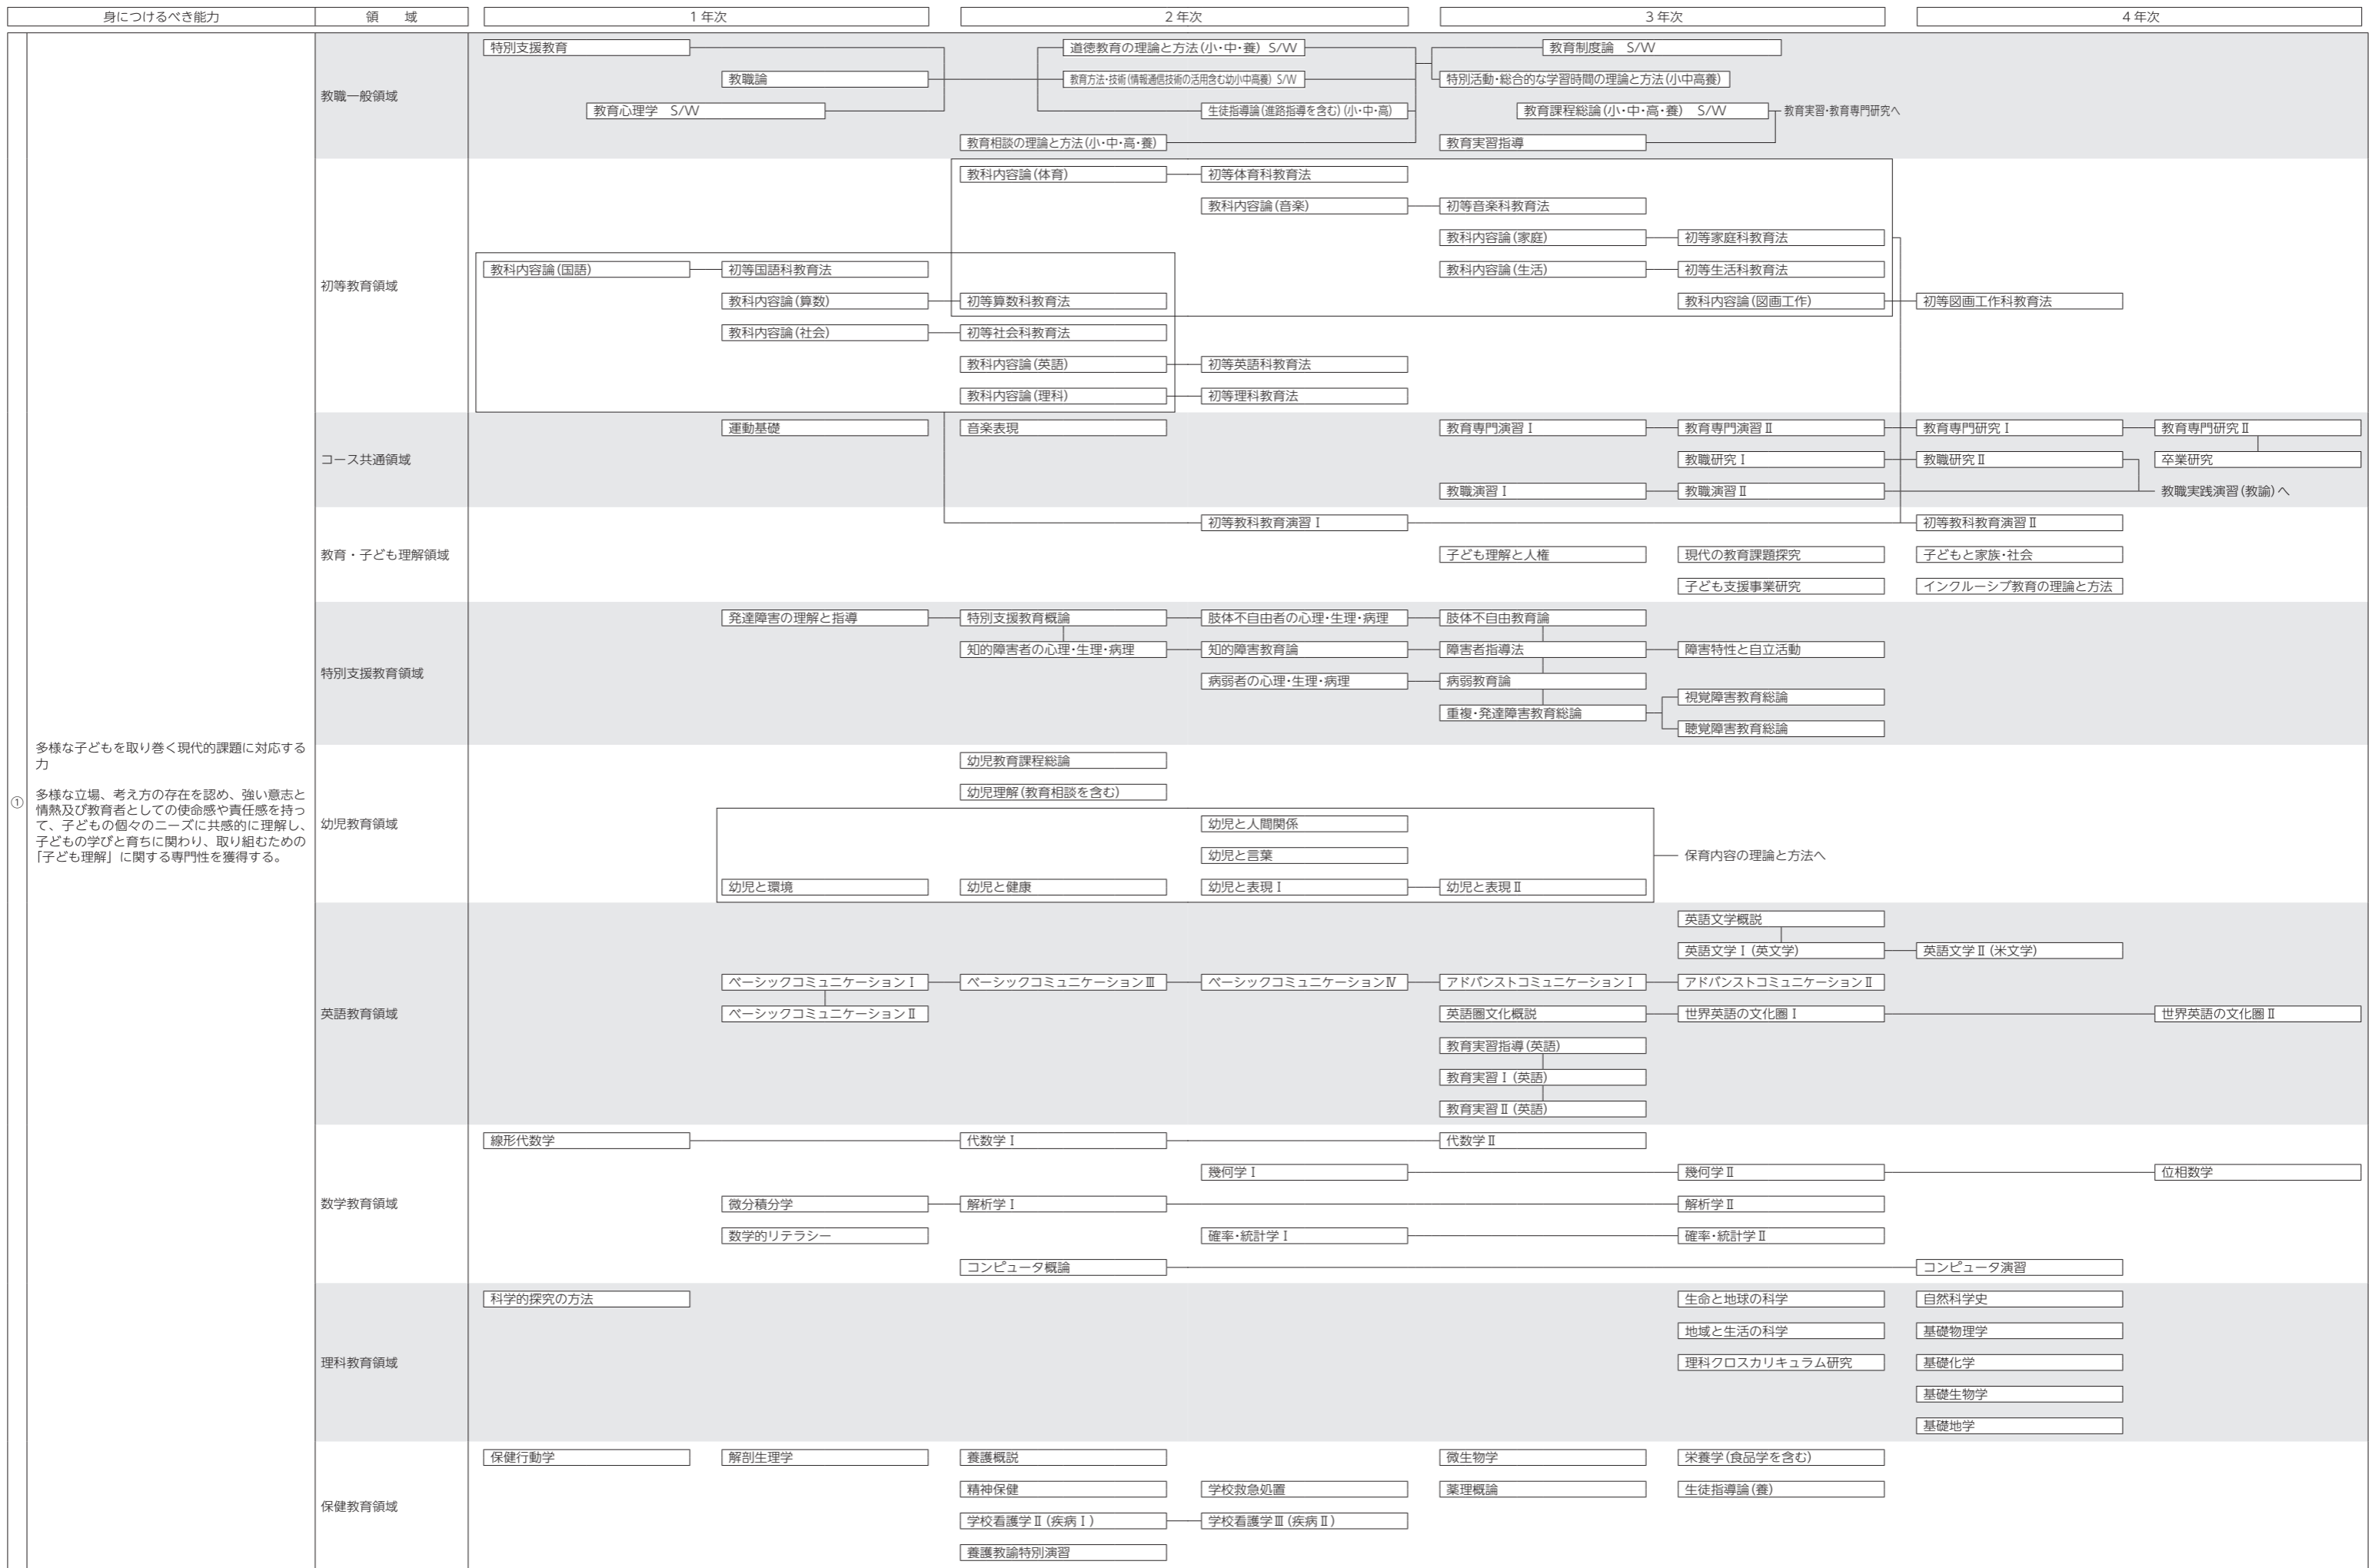 身につけるべき能力
領　域
1年次
2年次
3年次
4年次
①
多様な子どもを取り巻く現代的課題に対応する
力
多様な立場、考え方の存在を認め、強い意志と
情熱及び教育者としての使命感や責任感を持っ
て、子どもの個々のニーズに共感的に理解し、
子どもの学びと育ちに関わり、取り組むための
「子ども理解」に関する専門性を獲得する。
教職一般領域
特別支援教育
道徳教育の理論と方法(小・中・養) S/W
教育制度論　S/W
教職論
教育方法・技術(情報通信技術の活用含む幼小中高養) S/W
特別活動・総合的な学習時間の理論と方法(小中高養)
教育心理学　S/W
生徒指導論(進路指導を含む)(小・中・高)
教育課程総論(小・中・高・養)　S/W
教育実習・教育専門研究へ
教育相談の理論と方法(小・中・高・養)
教育実習指導
初等教育領域
教科内容論(体育)
初等体育科教育法
教科内容論(音楽)
初等音楽科教育法
教科内容論(家庭)
初等家庭科教育法
教科内容論(国語)
初等国語科教育法
教科内容論(生活)
初等生活科教育法
教科内容論(算数)
初等算数科教育法
教科内容論(図画工作)
初等図画工作科教育法
教科内容論(社会)
初等社会科教育法
教科内容論(英語)
初等英語科教育法
教科内容論(理科)
初等理科教育法
コース共通領域
運動基礎
音楽表現
教育専門演習Ⅰ
教育専門演習Ⅱ
教育専門研究Ⅰ
教育専門研究Ⅱ
教職研究Ⅰ
教職研究Ⅱ
卒業研究
教職演習Ⅰ
教職演習Ⅱ
教職実践演習(教諭)へ
教育・子ども理解領域
初等教科教育演習Ⅰ
初等教科教育演習Ⅱ
子ども理解と人権
現代の教育課題探究
子どもと家族・社会
子ども支援事業研究
インクルーシブ教育の理論と方法
特別支援教育領域
発達障害の理解と指導
特別支援教育概論
肢体不自由者の心理・生理・病理
肢体不自由教育論
知的障害者の心理・生理・病理
知的障害教育論
障害者指導法
障害特性と自立活動
病弱者の心理・生理・病理
病弱教育論
視覚障害教育総論
重複・発達障害教育総論
聴覚障害教育総論
幼児教育領域
幼児教育課程総論
幼児理解(教育相談を含む)
幼児と人間関係
幼児と言葉
保育内容の理論と方法へ
幼児と環境
幼児と健康
幼児と表現Ⅰ
幼児と表現Ⅱ
英語教育領域
英語文学概説
英語文学Ⅰ(英文学)
英語文学Ⅱ(米文学)
ベーシックコミュニケーションⅠ
ベーシックコミュニケーションⅢ
ベーシックコミュニケーションⅣ
アドバンストコミュニケーションⅠ
アドバンストコミュニケーションⅡ
ベーシックコミュニケーションⅡ
英語圏文化概説
世界英語の文化圏Ⅰ
世界英語の文化圏Ⅱ
教育実習指導(英語)
教育実習Ⅰ(英語)
教育実習Ⅱ(英語)
数学教育領域
線形代数学
代数学Ⅰ
代数学Ⅱ
幾何学Ⅰ
幾何学Ⅱ
位相数学
微分積分学
解析学Ⅰ
解析学Ⅱ
数学的リテラシー
確率・統計学Ⅰ
確率・統計学Ⅱ
コンピュータ概論
コンピュータ演習
理科教育領域
科学的探究の方法
生命と地球の科学
自然科学史
地域と生活の科学
基礎物理学
理科クロスカリキュラム研究
基礎化学
基礎生物学
基礎地学
保健教育領域
保健行動学
解剖生理学
養護概説
微生物学
栄養学(食品学を含む)
精神保健
学校救急処置
薬理概論
生徒指導論(養)
学校看護学Ⅱ(疾病Ⅰ)
学校看護学Ⅲ(疾病Ⅱ)
養護教諭特別演習